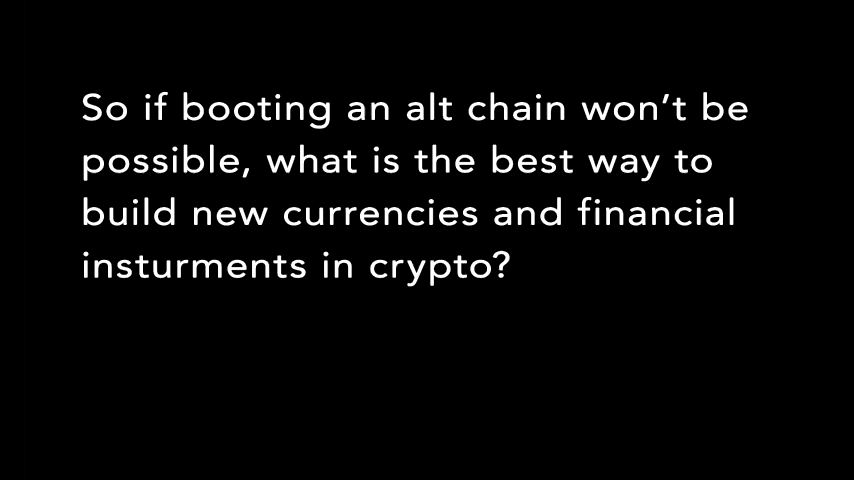 So if booting an alt chain won’t be
possible, what is the best way to
build new currencies and financial
insturments in crypto?